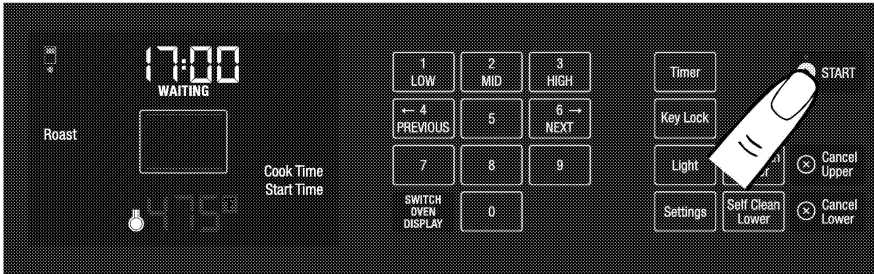 17:00
WAITING
Roast
Cook Time
Start Time
475°
1
LOW
2
MID
3
HIGH
← 4
PREVIOUS
5
6 →
NEXT
7
8
9
SWITCH
OVEN
DISPLAY
0
Timer
Key Lock
Light
Settings
Self Clean
Lower
START
Cancel
Upper
Cancel
Lower